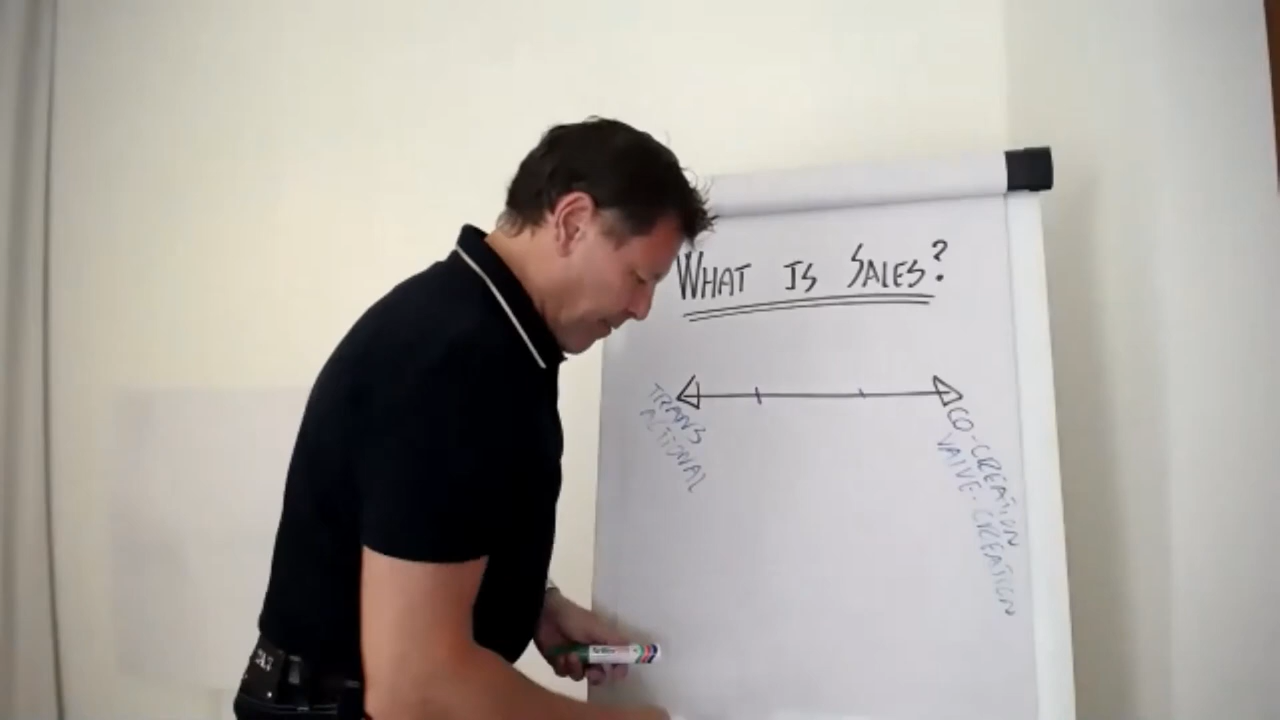 WHAT IS SALES?
TRANS
ACTIONAL
CO-CREATION
VALUE-CREATION